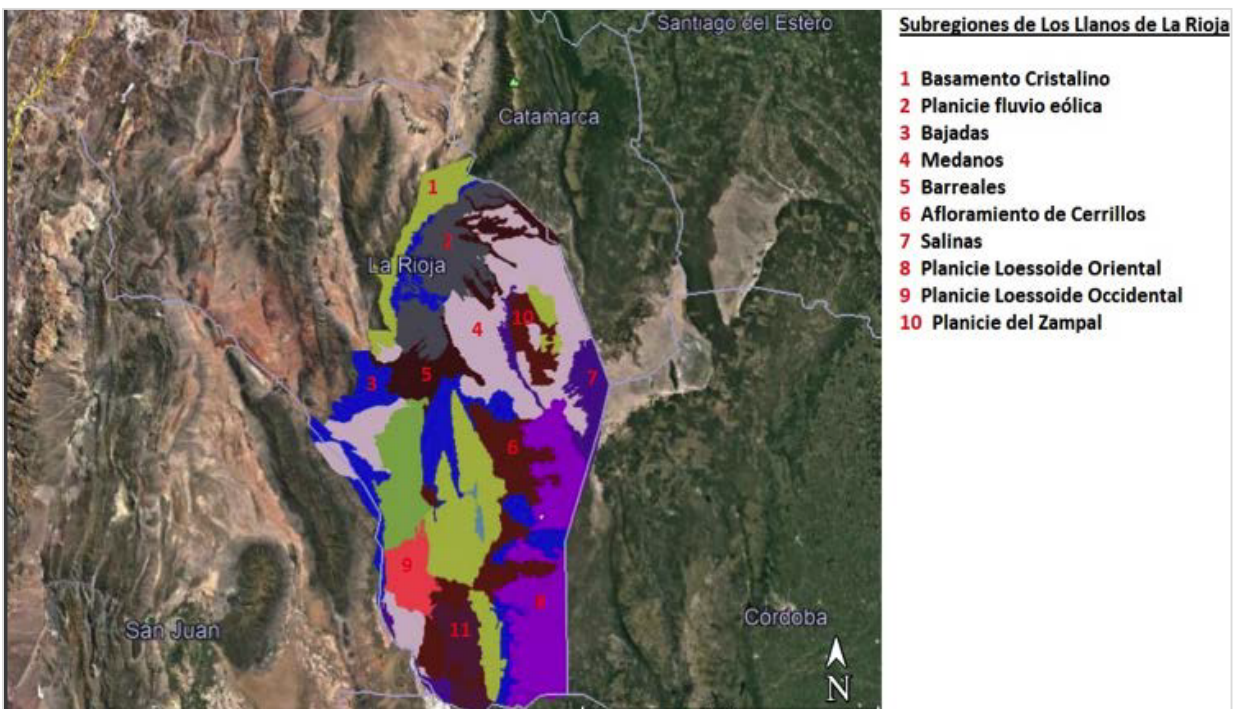 Santiago del Estero
Catamarca
1
2
La Rioja
4
10
3
5
7
6
9
8
11
San Juan
Córdoba
N
Subregiones de Los Llanos de La Rioja
1 Basamento Cristalino
2 Planicie fluvio eólica
3 Bajadas
4 Medanos
5 Barreales
6 Afloramiento de Cerrillos
7 Salinas
8 Planicie Loessoide Oriental
9 Planicie Loessoide Occidental
10 Planicie del Zampal